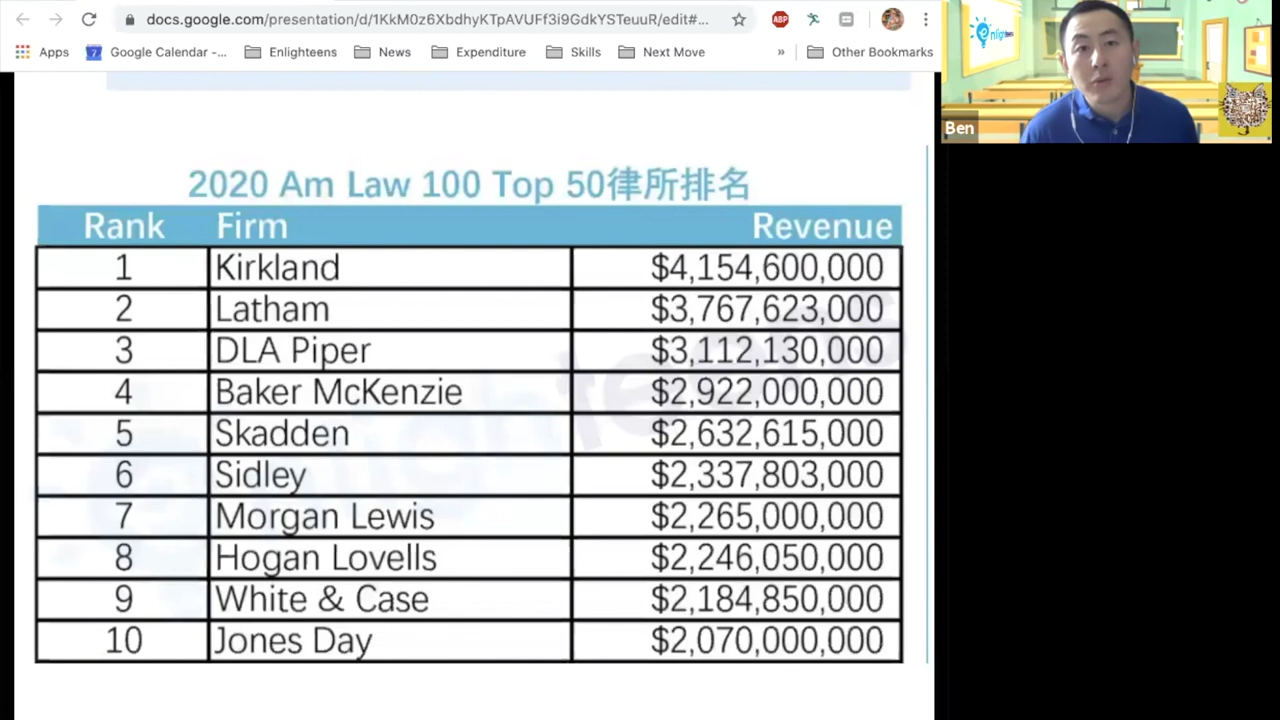 docs.google.com/presentation/d/1KkM0z6XbdhyKTpAVUFf3i9GdkYSTeuuR/edit#...
ABP
Apps
7
Google Calendar -...
Enlighteens
News
Expenditure
Skills
Next Move
»
Other Bookmarks
enlighteens
Ben
2020 Am Law 100 Top 50律所排名
Rank Firm Revenue
1 Kirkland $4,154,600,000
2 Latham $3,767,623,000
3 DLA Piper $3,112,130,000
4 Baker McKenzie $2,922,000,000
5 Skadden $2,632,615,000
6 Sidley $2,337,803,000
7 Morgan Lewis $2,265,000,000
8 Hogan Lovells $2,246,050,000
9 White & Case $2,184,850,000
10 Jones Day $2,070,000,000
enlighteens